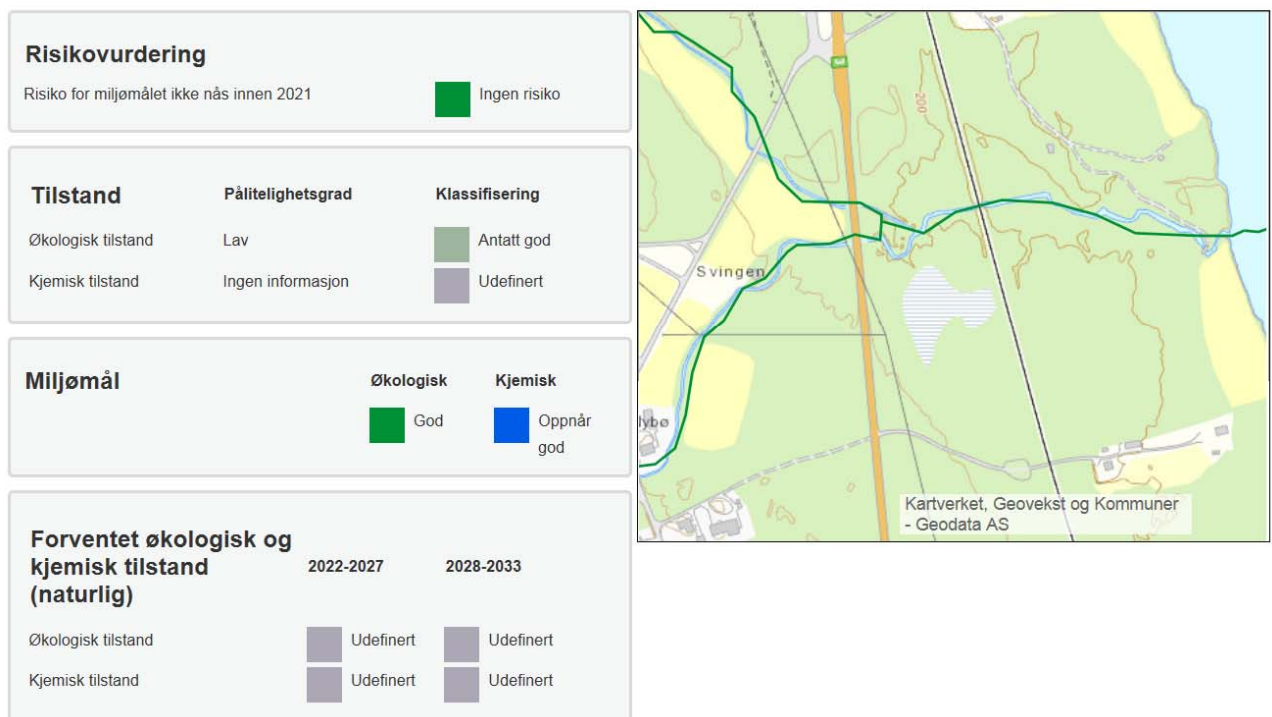 Risikovurdering
Risiko for miljømålet ikke nås innen 2021
Ingen risiko
Tilstand
Pålitelighetsgrad
Klassifisering
Økologisk tilstand
Lav
Antatt god
Kjemisk tilstand
Ingen informasjon
Udefinert
Miljømål
Økologisk
Kjemisk
God
Oppnår
god
Forventet økologisk og
kjemisk tilstand
(naturlig)
2022-2027
2028-2033
Økologisk tilstand
Udefinert
Udefinert
Kjemisk tilstand
Udefinert
Udefinert
3
200
Svingen
lybø
Kartverket, Geovekst og Kommuner
- Geodata AS